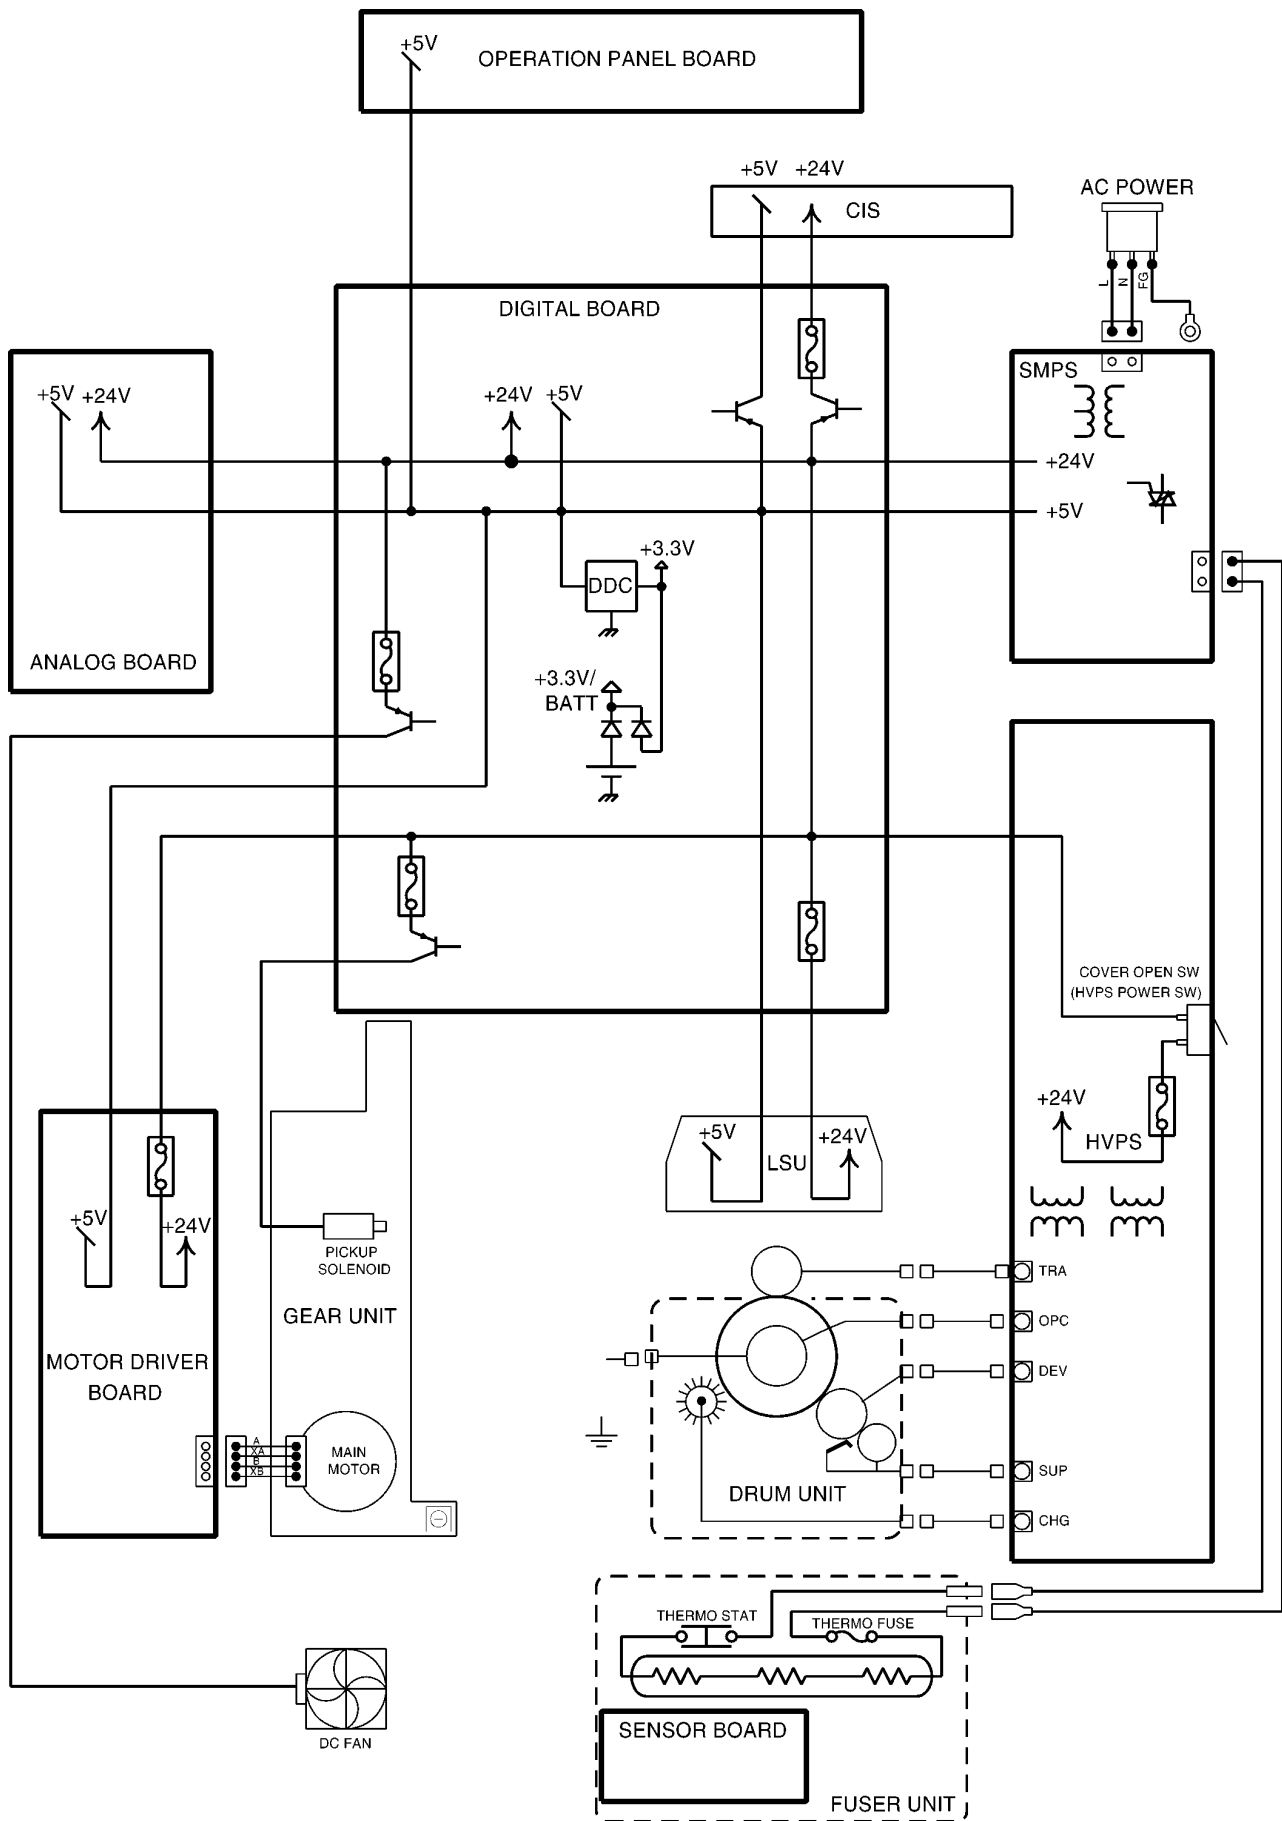 +5V
OPERATION PANEL BOARD
+5V +24V
CIS
AC POWER
L
N
FG
DIGITAL BOARD
SMPS
+5V +24V
+24V +5V
+24V
+5V
+3.3V
DDC
ANALOG BOARD
+3.3V/
BATT
COVER OPEN SW
(HVPS POWER SW)
+24V
HVPS
+5V
+24V
LSU
+5V
+24V
PICKUP
SOLENOID
GEAR UNIT
TRA
OPC
MOTOR DRIVER
BOARD
DEV
A
XA
B
XB
MAIN
MOTOR
SUP
DRUM UNIT
CHG
THERMO STAT
THERMO FUSE
SENSOR BOARD
DC FAN
FUSER UNIT